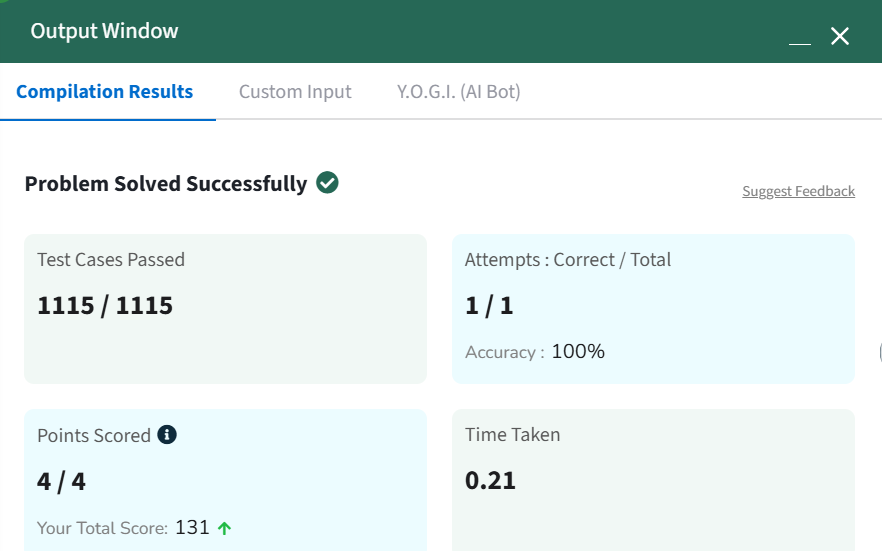 Output Window
Compilation Results
Custom Input
Y.O.G.I. (AI Bot)
Problem Solved Successfully
Suggest Feedback
Test Cases Passed
1115 / 1115
Attempts : Correct / Total
1 / 1
Accuracy : 100%
Points Scored
4 / 4
Your Total Score: 131
Time Taken
0.21